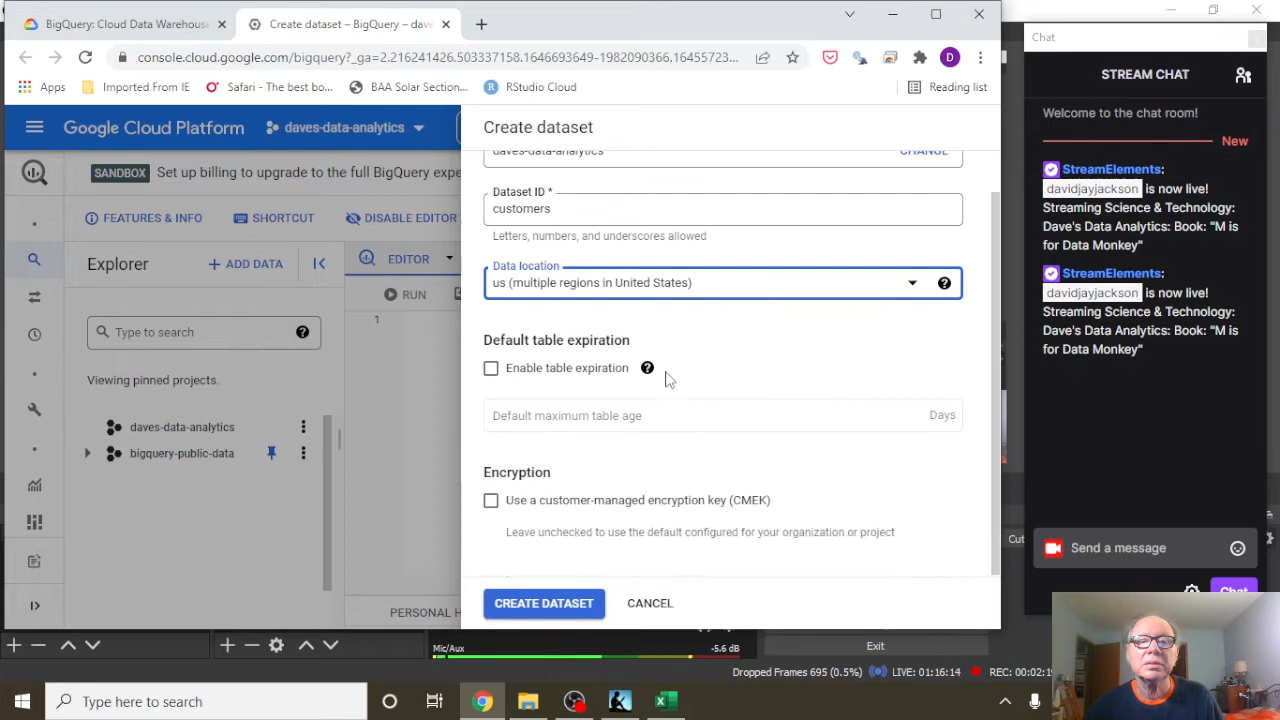 BigQuery: Cloud Data Warehouse
Create dataset – BigQuery – dave
console.cloud.google.com/bigquery?_ga=2.216241426.503337158.1646693649-1982090366.16455723...
Apps
Imported From IE
Safari - The best bo...
BAA Solar Section...
RStudio Cloud
Reading list
Google Cloud Platform
daves-data-analytics
SANDBOX
Set up billing to upgrade to the full BigQuery expe
FEATURES & INFO
SHORTCUT
DISABLE EDITOR
Explorer
+ ADD DATA
EDITOR
RUN
1
Type to search
Viewing pinned projects.
daves-data-analytics
bigquery-public-data
PERSONAL H
Create dataset
daves-data-analytics
CHANGE
Dataset ID *
customers
Letters, numbers, and underscores allowed
Data location
us (multiple regions in United States)
Default table expiration
Enable table expiration
Default maximum table age
Days
Encryption
Use a customer-managed encryption key (CMEK)
Leave unchecked to use the default configured for your organization or project
CREATE DATASET
CANCEL
Chat
STREAM CHAT
Welcome to the chat room!
New
StreamElements:
davidjayjackson is now live!
Streaming Science & Technology:
Dave's Data Analytics: Book: "M is
for Data Monkey"
StreamElements:
davidjayjackson is now live!
Streaming Science & Technology:
Dave's Data Analytics: Book: "M is
for Data Monkey"
Send a message
Chat
Cut
Mic/Aux
-5.6 dB
Exit
Dropped Frames 695 (0.5%)
LIVE: 01:16:14
REC: 00:02:1
Type here to search